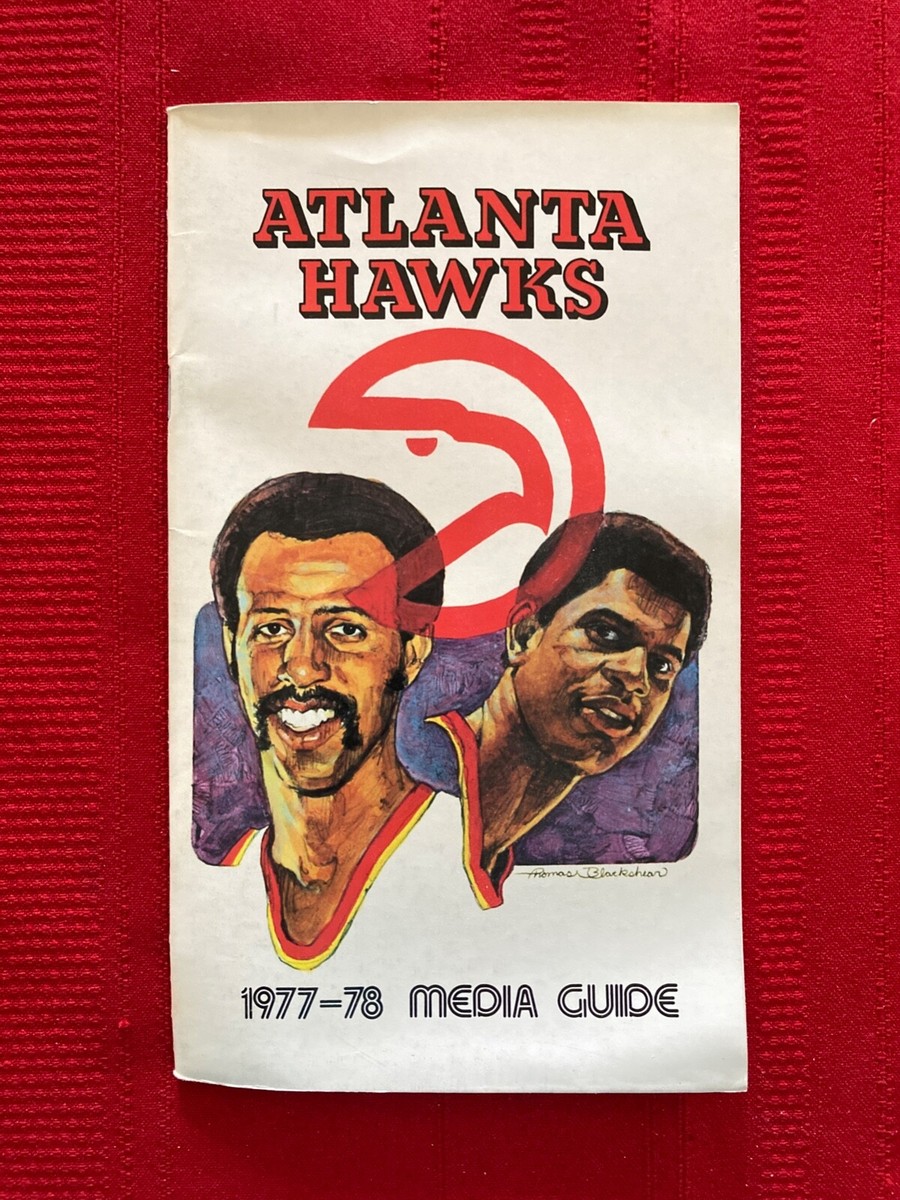 ATLANTA
HAWKS
Thomas Blackshear
1977-78 MEDIA GUIDE